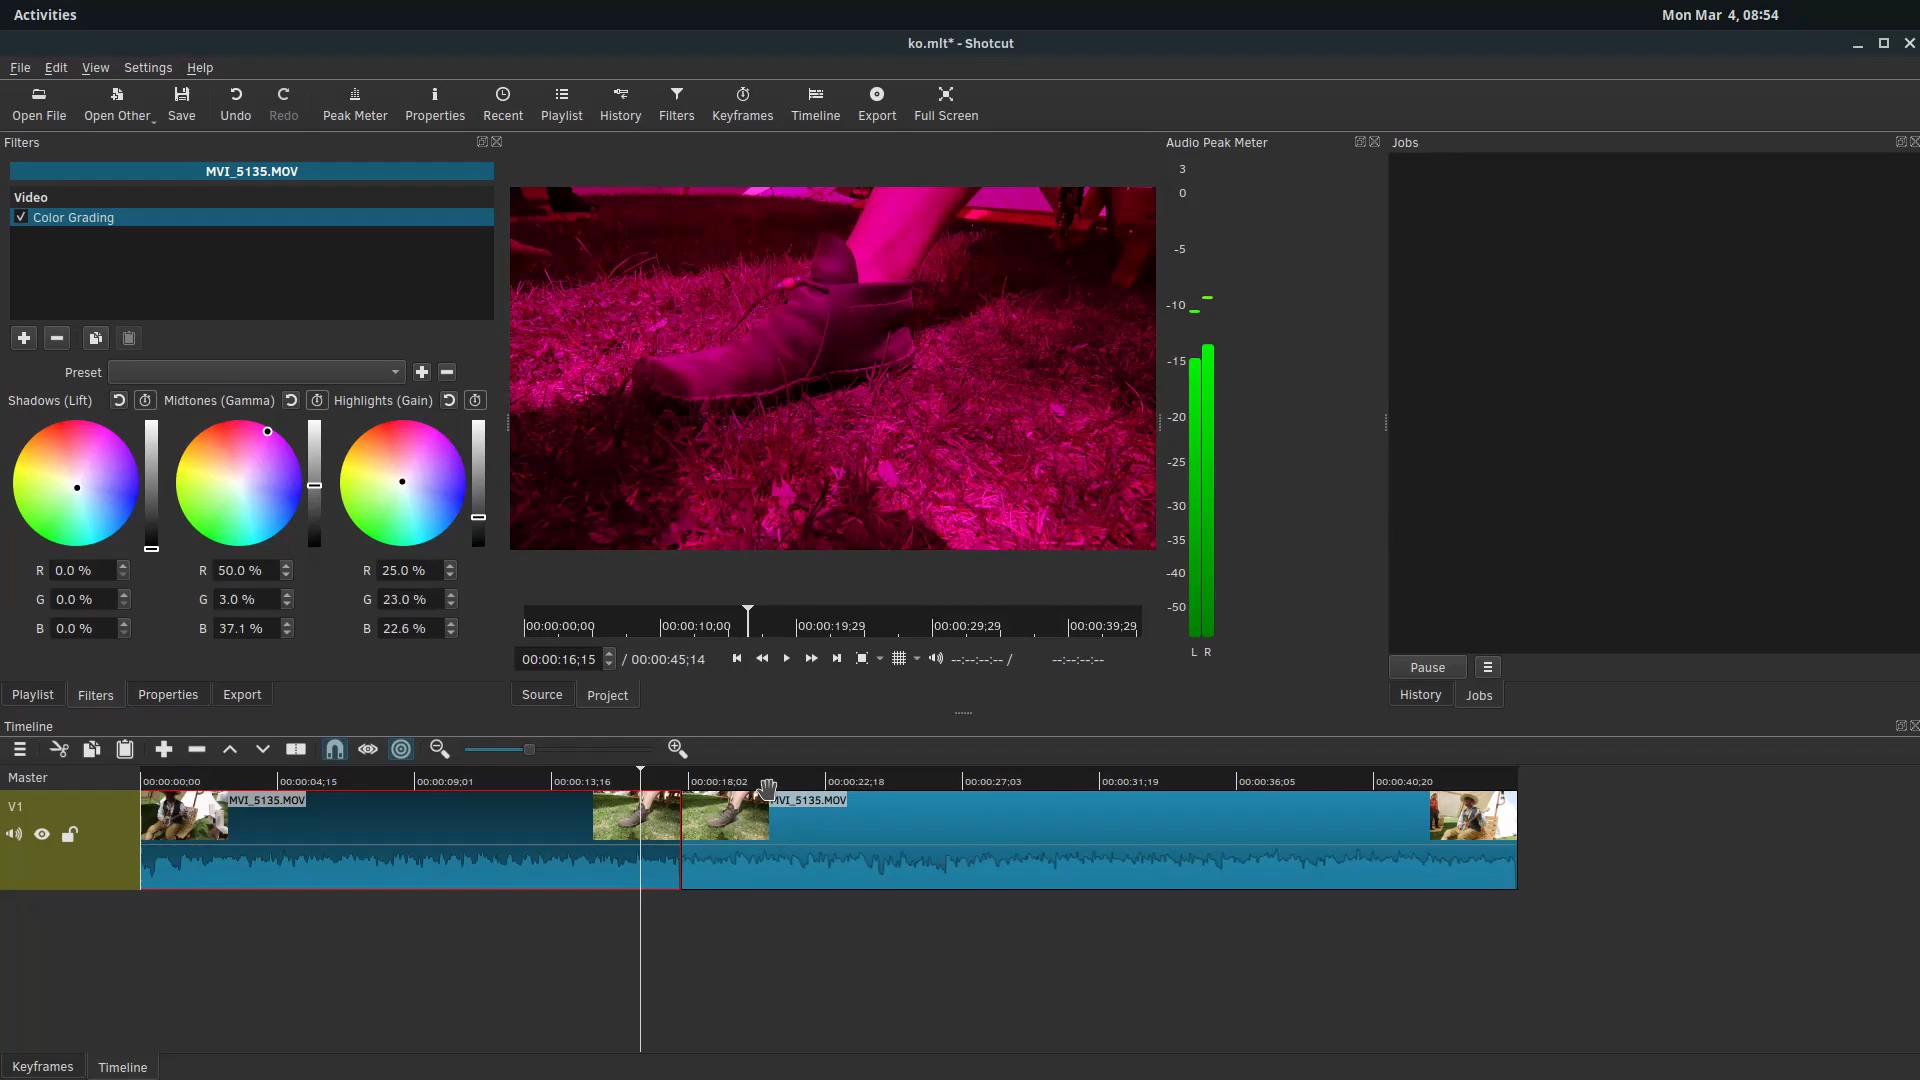 Activities
Mon Mar 4, 08:54
ko.mlt* - Shotcut
File Edit View Settings Help
Open File Open Other Save Undo Redo Peak Meter Properties Recent Playlist History Filters Keyframes Timeline Export Full Screen
Filters
MVI_5135.MOV
Video
Color Grading
Preset
Shadows (Lift) Midtones (Gamma) Highlights (Gain)
R 0.0 % R 50.0 % R 25.0 %
G 0.0 % G 3.0 % G 23.0 %
B 0.0 % B 37.1 % B 22.6 %
Playlist Filters Properties Export
00:00:00;00 00:00:10;00 00:00:19;29 00:00:29;29 00:00:39;29
00:00:16;15 / 00:00:45;14 --:--:--:-- / --:--:--:--
Source Project
Audio Peak Meter
3
0
-5
-10
-15
-20
-25
-30
-35
-40
-50
L R
Jobs
Pause
History Jobs
Timeline
Master
00:00:00;00 00:00:04;15 00:00:09;01 00:00:13;16 00:00:18;02 00:00:22;18 00:00:27;03 00:00:31;19 00:00:36;05 00:00:40;20
V1
MVI_5135.MOV MVI_5135.MOV
Keyframes Timeline